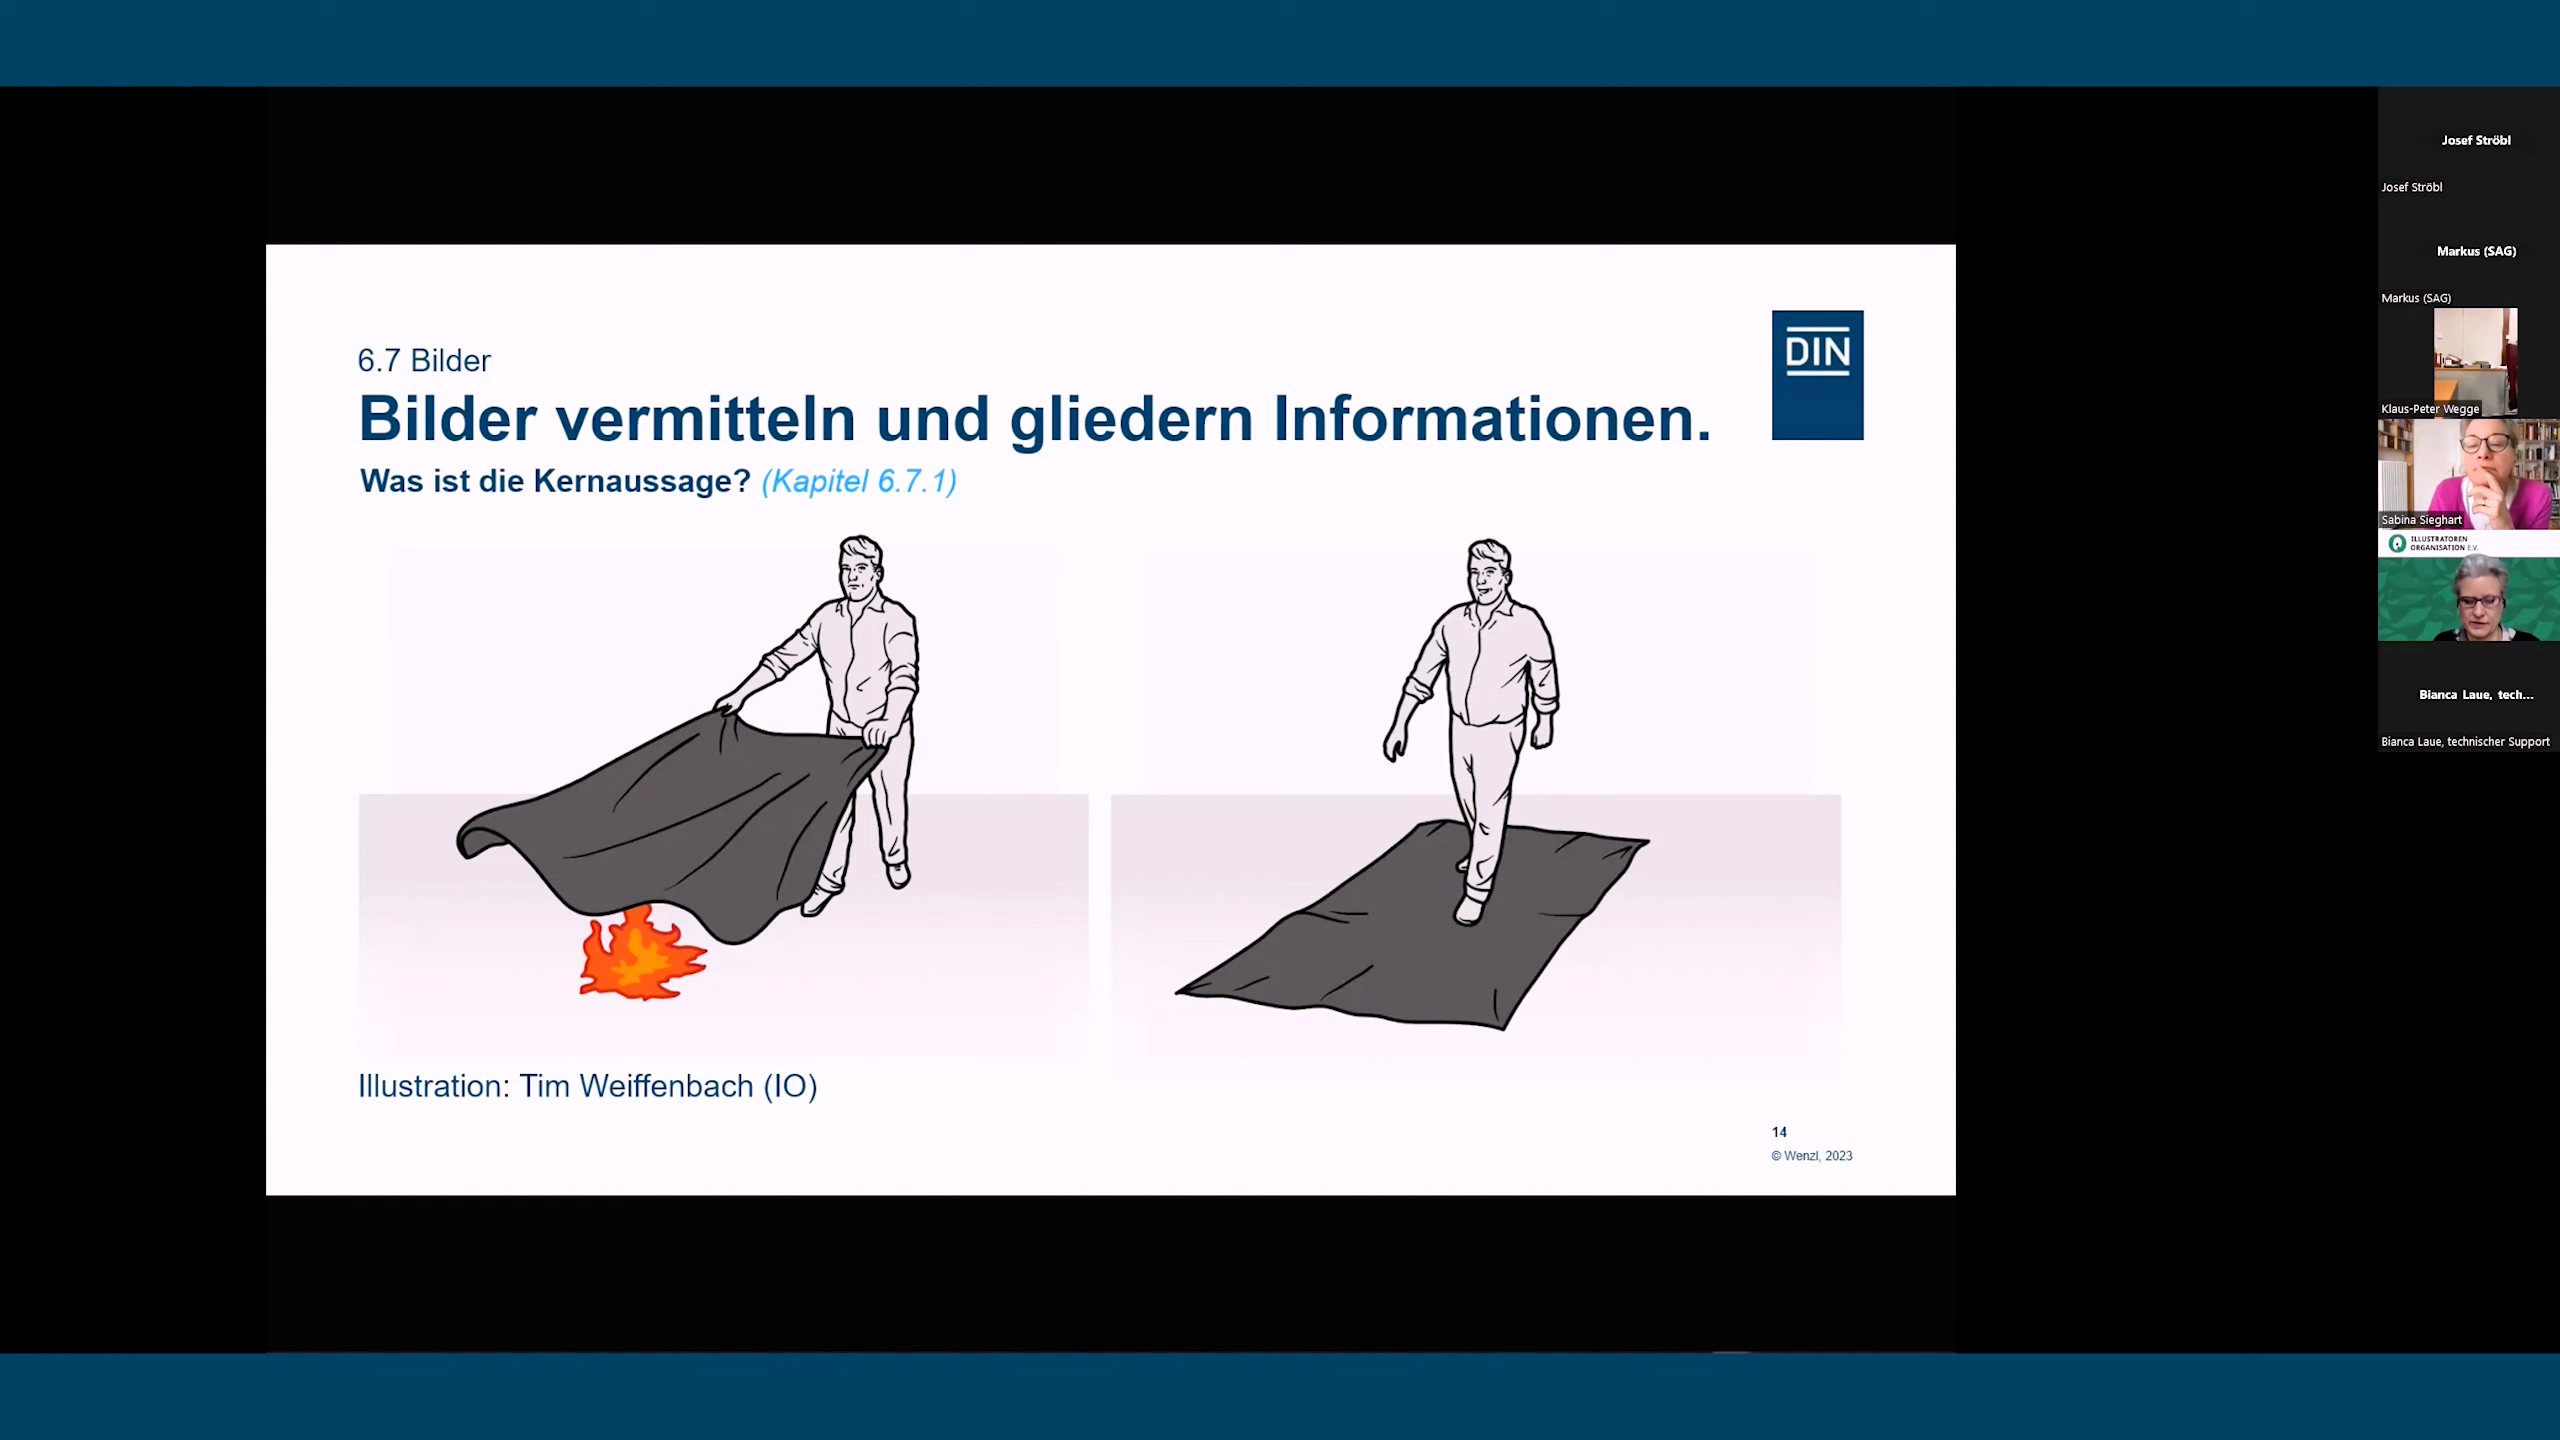 6.7 Bilder
Bilder vermitteln und gliedern Informationen.
Was ist die Kernaussage? (Kapitel 6.7.1)
DIN
Illustration: Tim Weiffenbach (IO)
14
© Wenzl, 2023
Josef Ströbl
Josef Ströbl
Markus (SAG)
Markus (SAG)
Klaus-Peter Wegge
Sabina Sieghart
ILLUSTRATOREN
ORGANISATION E.V.
Bianca Laue, tech...
Bianca Laue, technischer Support